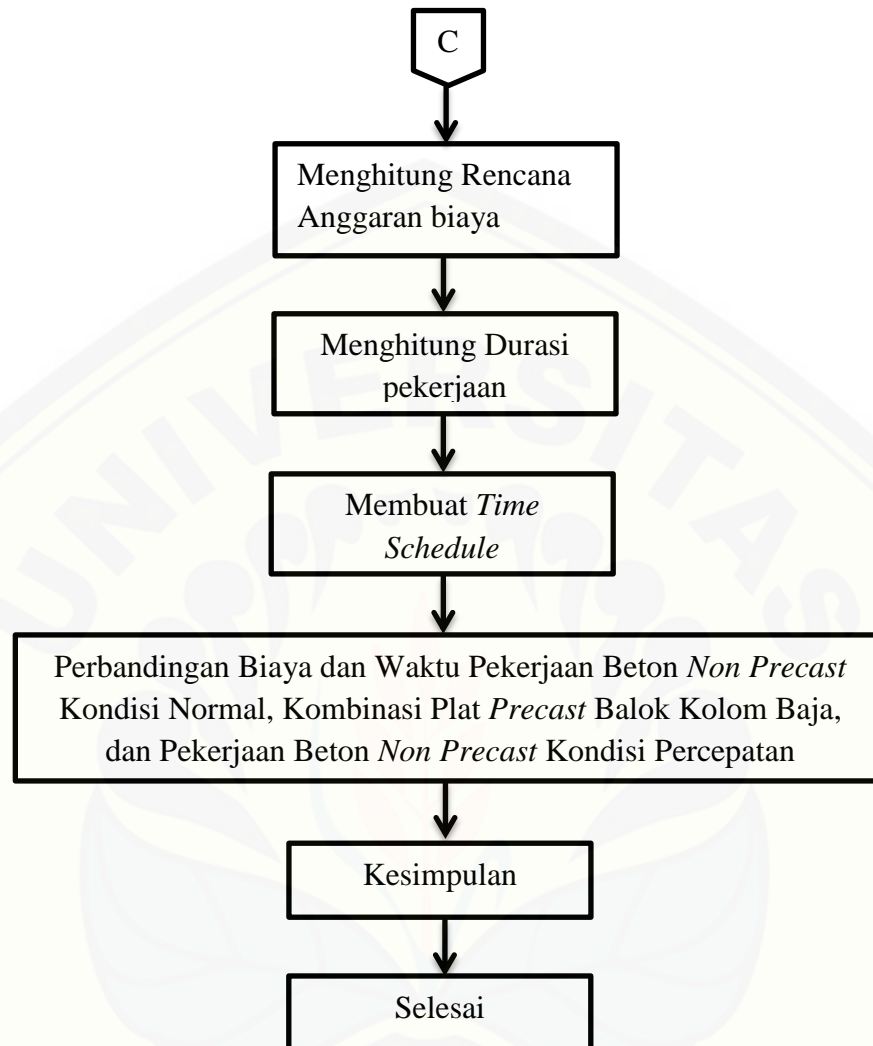 C
Menghitung Rencana
Anggaran biaya
Menghitung Durasi
pekerjaan
Membuat Time
Schedule
Perbandingan Biaya dan Waktu Pekerjaan Beton Non Precast
Kondisi Normal, Kombinasi Plat Precast Balok Kolom Baja,
dan Pekerjaan Beton Non Precast Kondisi Percepatan
Kesimpulan
Selesai
UNIVERSITAS